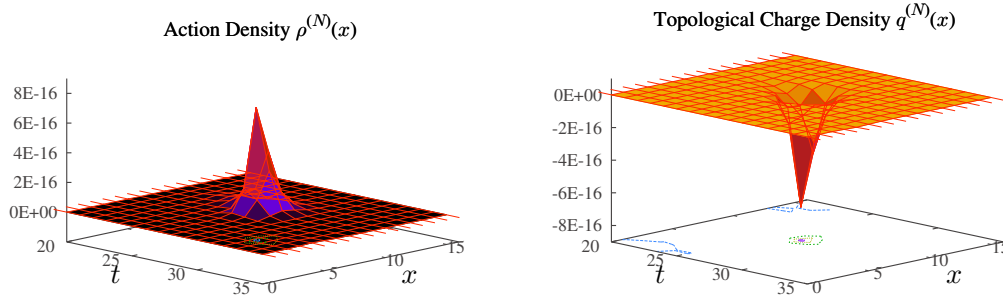 Action Density ρ^(N)(x)
8E-16
6E-16
4E-16
2E-16
0E+00
20
25
30
35
t
0
5
10
15
x
Topological Charge Density q^(N)(x)
0E+00
-2E-16
-4E-16
-6E-16
-8E-16
20
25
30
35
t
0
5
10
15
x